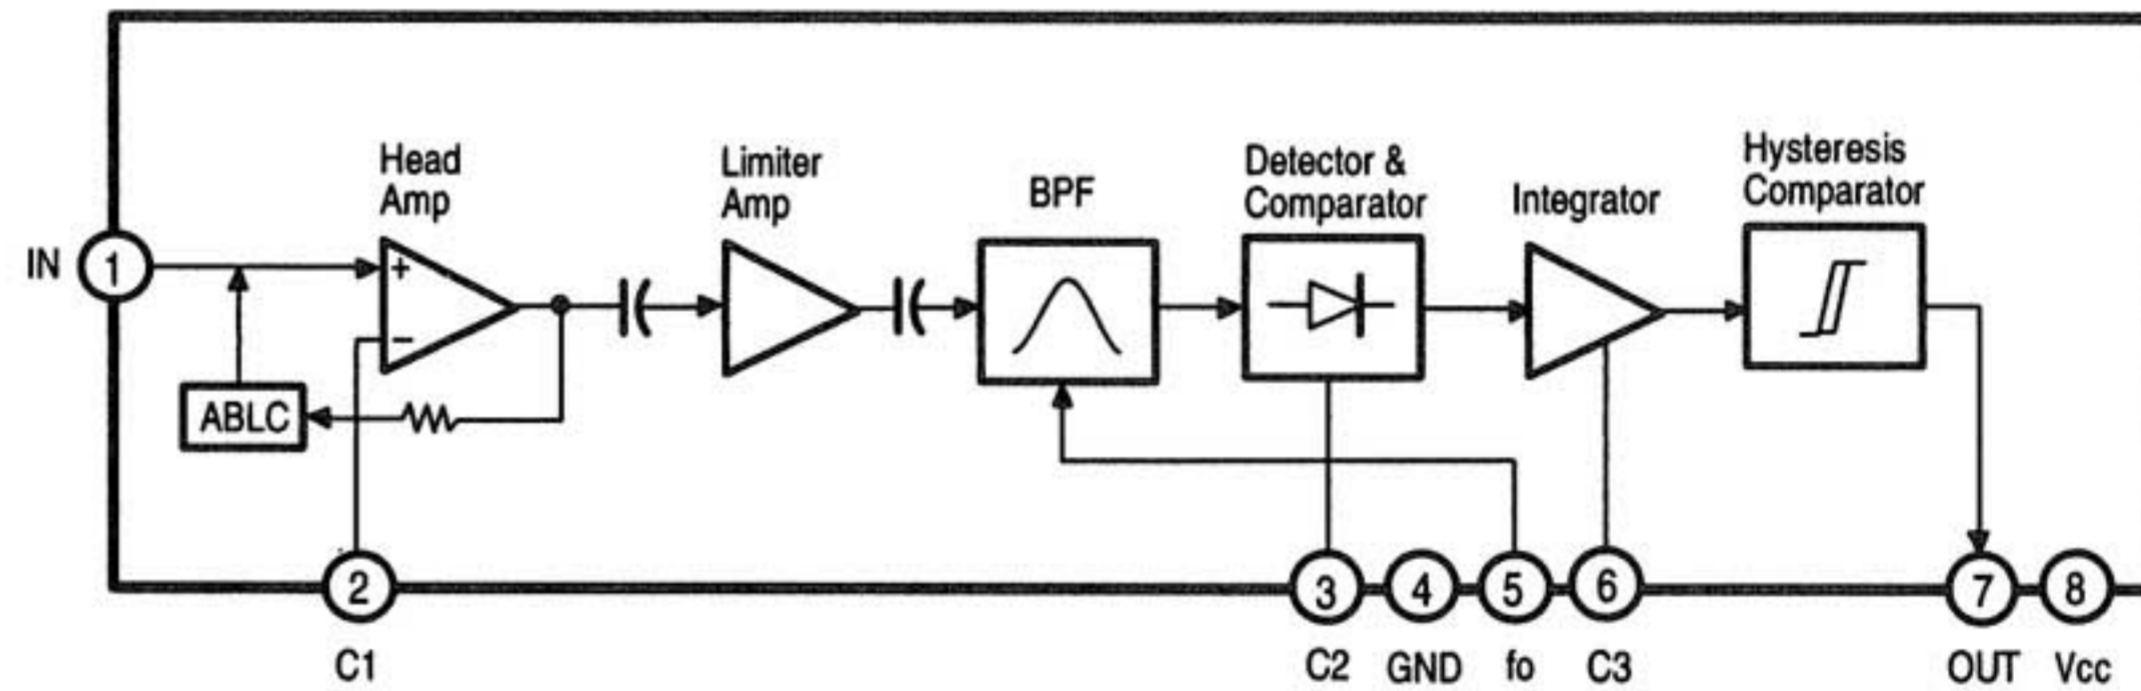 Head
Amp
Limiter
Amp
BPF
Detector &
Comparator
Integrator
Hysteresis
Comparator
IN
1
+
−
ABLC
2
3
4
5
6
7
8
C1
C2
GND
fo
C3
OUT
Vcc